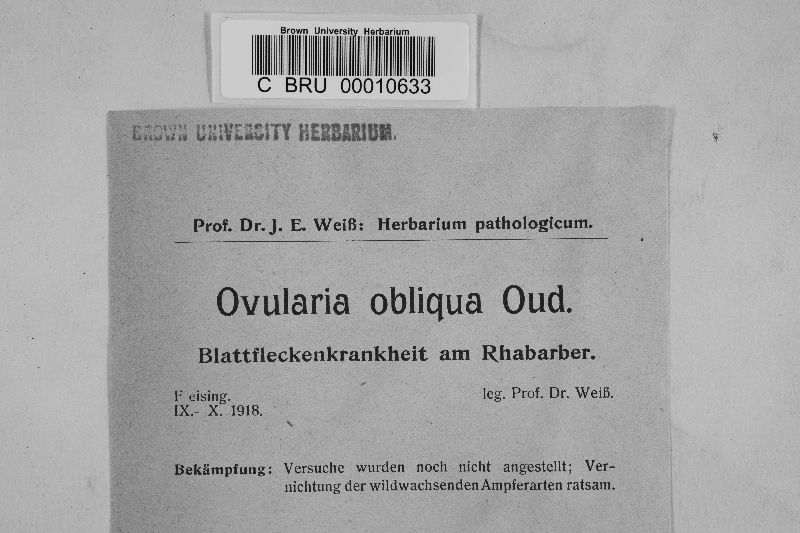 Brown University Herbarium
C BRU 00010633
BROWN UNIVERSITY HERBARIUM.
Prof. Dr. J. E. Weiß: Herbarium pathologicum.
Ovularia obliqua Oud.
Blattfleckenkrankheit am Rhabarber.
F eising. leg. Prof. Dr. Weiß.
IX.- X. 1918.
Bekämpfung: Versuche wurden noch nicht angestellt; Ver-
nichtung der wildwachsenden Ampferarten ratsam.